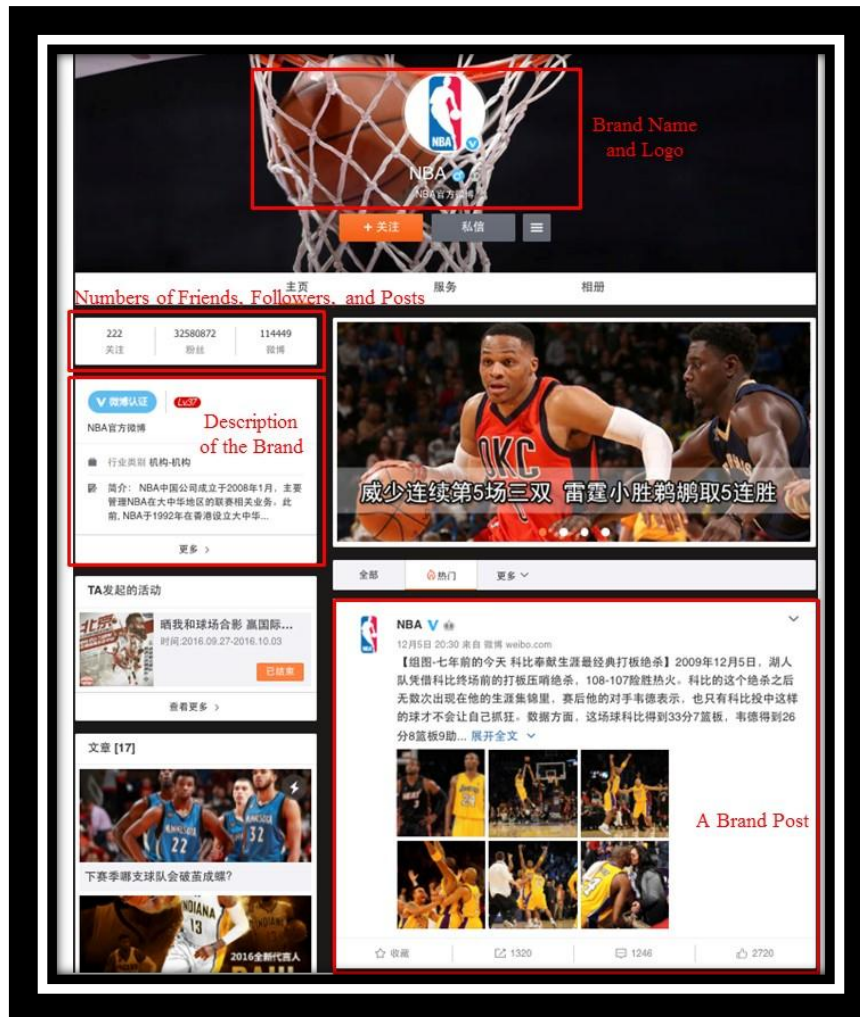 NBA
Brand Name
and Logo
NBA
NBA官方微博
+ 关注
私信
主页
服务
相册
Numbers of Friends, Followers, and Posts
222
32580872
114449
关注
粉丝
微博
V 微博认证
Lv37
NBA官方微博
Description
of the Brand
行业类别 机构-机构
简介: NBA中国公司成立于2008年1月,主要
管理NBA在大中华地区的联赛相关业务。此
前, NBA于1992年在香港设立大中华...
更多 >
OKC
威少连续第5场三双 雷霆小胜鹈鹕取5连胜
全部
热门
更多
TA发起的活动
晒我和球场合影 赢国际...
时间:2016.09.27-2016.10.03
已结束
查看更多 >
文章 [17]
MINNESOTA
22
32
下赛季哪支球队会破茧成蝶?
INDIANA
13
2016全新代言人
NBA V
12月5日 20:30 来自 微博 weibo.com
【组图-七年前的今天 科比奉献生涯最经典打板绝杀】2009年12月5日,湖人
队凭借科比终场前的打板压哨绝杀,108-107险胜热火。科比的这个绝杀之后
无数次出现在他的生涯集锦里,赛后他的对手韦德表示,也只有科比投中这样
的球才不会让自己抓狂。数据方面,这场球科比得到33分7篮板,韦德得到26
分8篮板9助... 展开全文
24
A Brand Post
收藏
1320
1246
2720